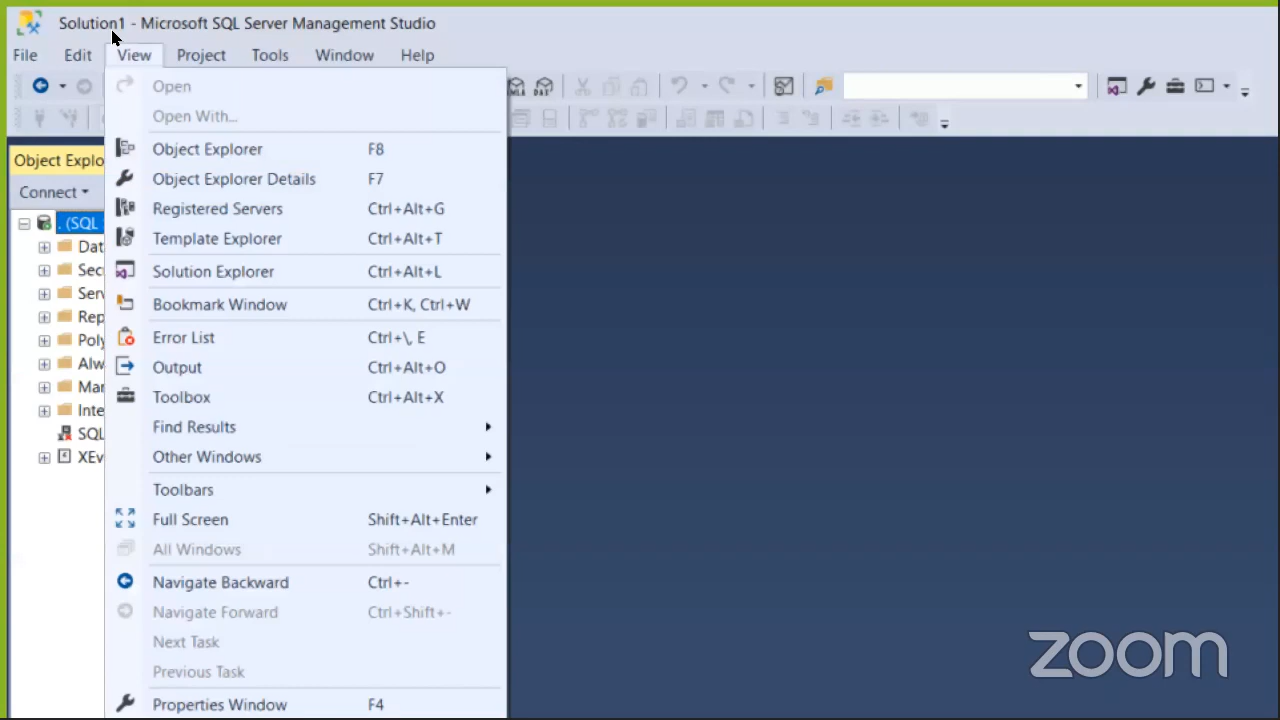 Solution1 - Microsoft SQL Server Management Studio
File Edit View Project Tools Window Help
Open
Open With...
Object Explorer F8
Object Explorer Details F7
Registered Servers Ctrl+Alt+G
Template Explorer Ctrl+Alt+T
Solution Explorer Ctrl+Alt+L
Bookmark Window Ctrl+K, Ctrl+W
Error List Ctrl+\, E
Output Ctrl+Alt+O
Toolbox Ctrl+Alt+X
Find Results
Other Windows
Toolbars
Full Screen Shift+Alt+Enter
All Windows Shift+Alt+M
Navigate Backward Ctrl+-
Navigate Forward Ctrl+Shift+-
Next Task
Previous Task
Properties Window F4
Object Explo
Connect
. (SQL
Dat
Sec
Serv
Rep
Poly
Alw
Mar
Inte
SQL
XEv
zoom